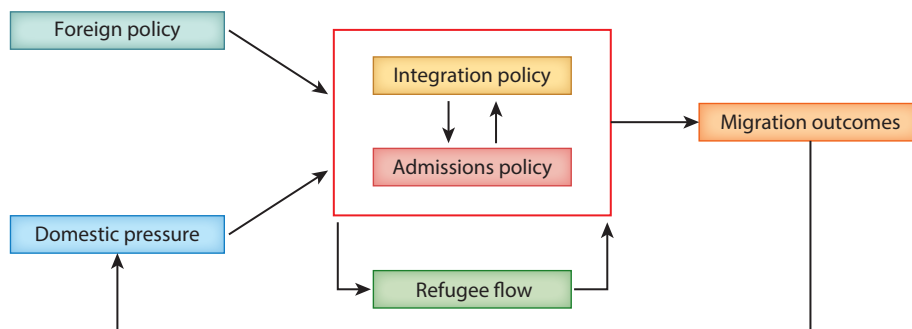 Foreign policy
Integration policy
Migration outcomes
Admissions policy
Domestic pressure
Refugee flow